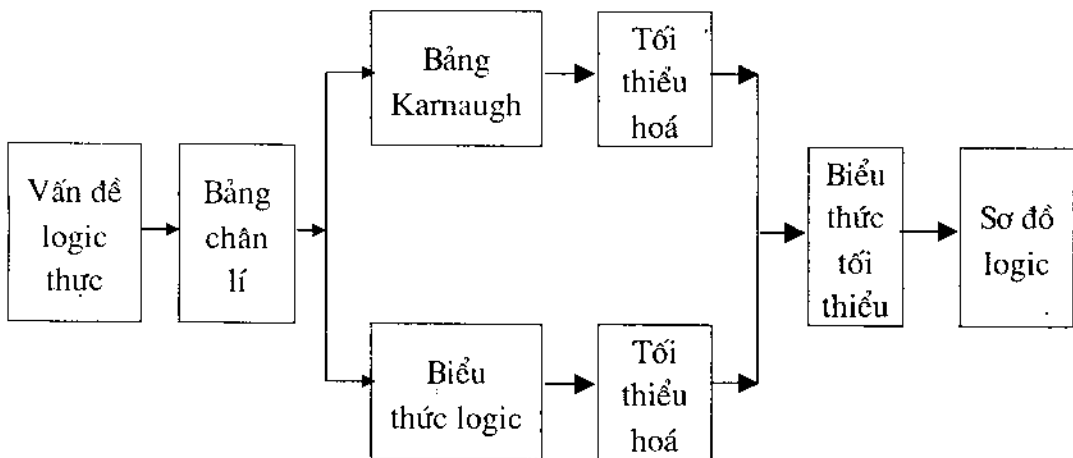 Vấn đề
logic
thực
Bảng
chân
lí
Bảng
Karnaugh
Tối
thiểu
hoá
Biểu
thức logic
Tối
thiểu
hoá
Biểu
thức
tối
thiểu
Sơ đồ
logic